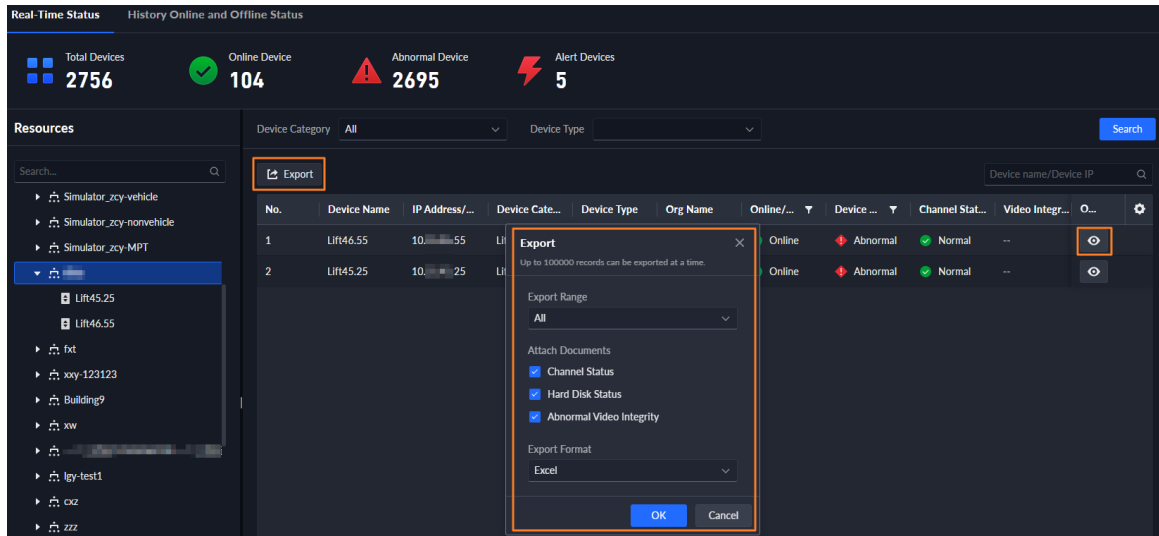 Real-Time Status History Online and Offline Status
Total Devices Online Device Abnormal Device Alert Devices
2756 104 2695 5
Resources Device Category All Device Type Search
Search... Export Device name/Device IP
Simulator_zcy-vehicle
No. Device Name IP Address/... Device Cate... Device Type Org Name Online/... Device ... Channel Stat... Video Integr... O...
Simulator_zcy-nonvehicle
1 Lift46.55 10. 55 Online Abnormal Normal --
Simulator_zcy-MPT
2 Lift45.25 10. 25 Online Abnormal Normal --
Export
Up to 100000 records can be exported at a time.
Export Range
All
Attach Documents
Channel Status
Hard Disk Status
Abnormal Video Integrity
Export Format
Excel
OK Cancel
Lift45.25
Lift46.55
fxt
xxy-123123
Building9
xw
lgy-test1
cxz
zzz